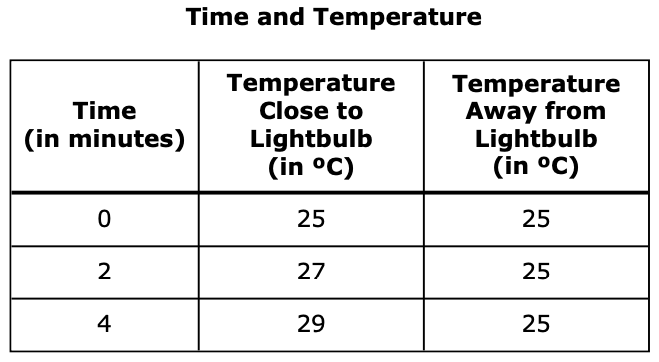 Time and Temperature
Time
(in minutes)
Temperature
Close to
Lightbulb
(in ºC)
Temperature
Away from
Lightbulb
(in ºC)
0 25 25
2 27 25
4 29 25